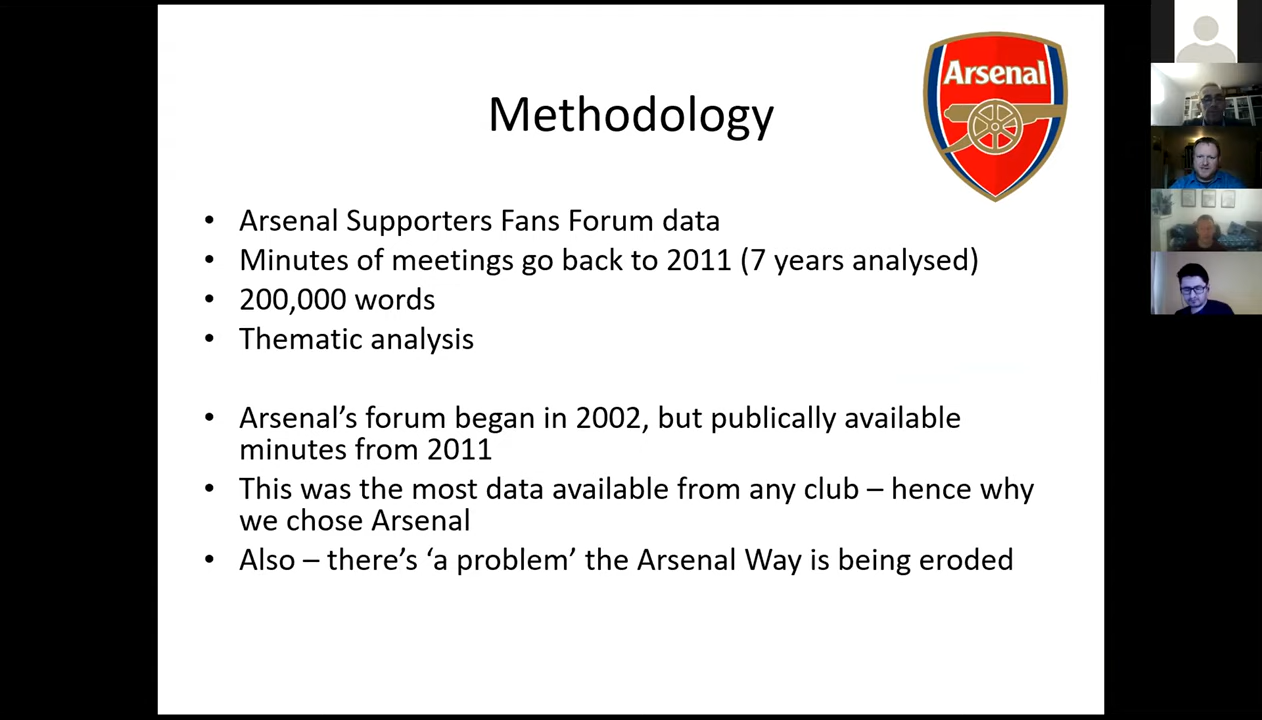 Arsenal
Methodology
• Arsenal Supporters Fans Forum data
• Minutes of meetings go back to 2011 (7 years analysed)
• 200,000 words
• Thematic analysis
• Arsenal’s forum began in 2002, but publically available
minutes from 2011
• This was the most data available from any club – hence why
we chose Arsenal
• Also – there’s ‘a problem’ the Arsenal Way is being eroded